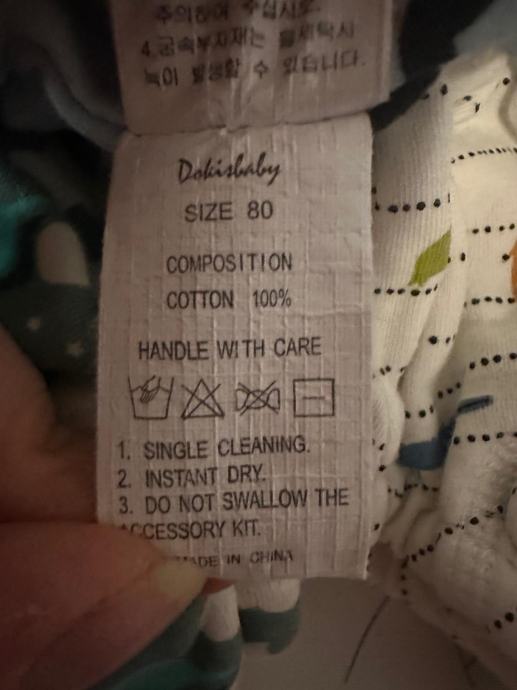 주의하여 주십시오.
4.금속부자재는 물세탁시
녹이 발생할 수 있습니다.
Dokisbaby
SIZE 80
COMPOSITION
COTTON 100%
HANDLE WITH CARE
1. SINGLE CLEANING.
2. INSTANT DRY.
3. DO NOT SWALLOW THE
ACCESSORY KIT.
MADE IN CHINA